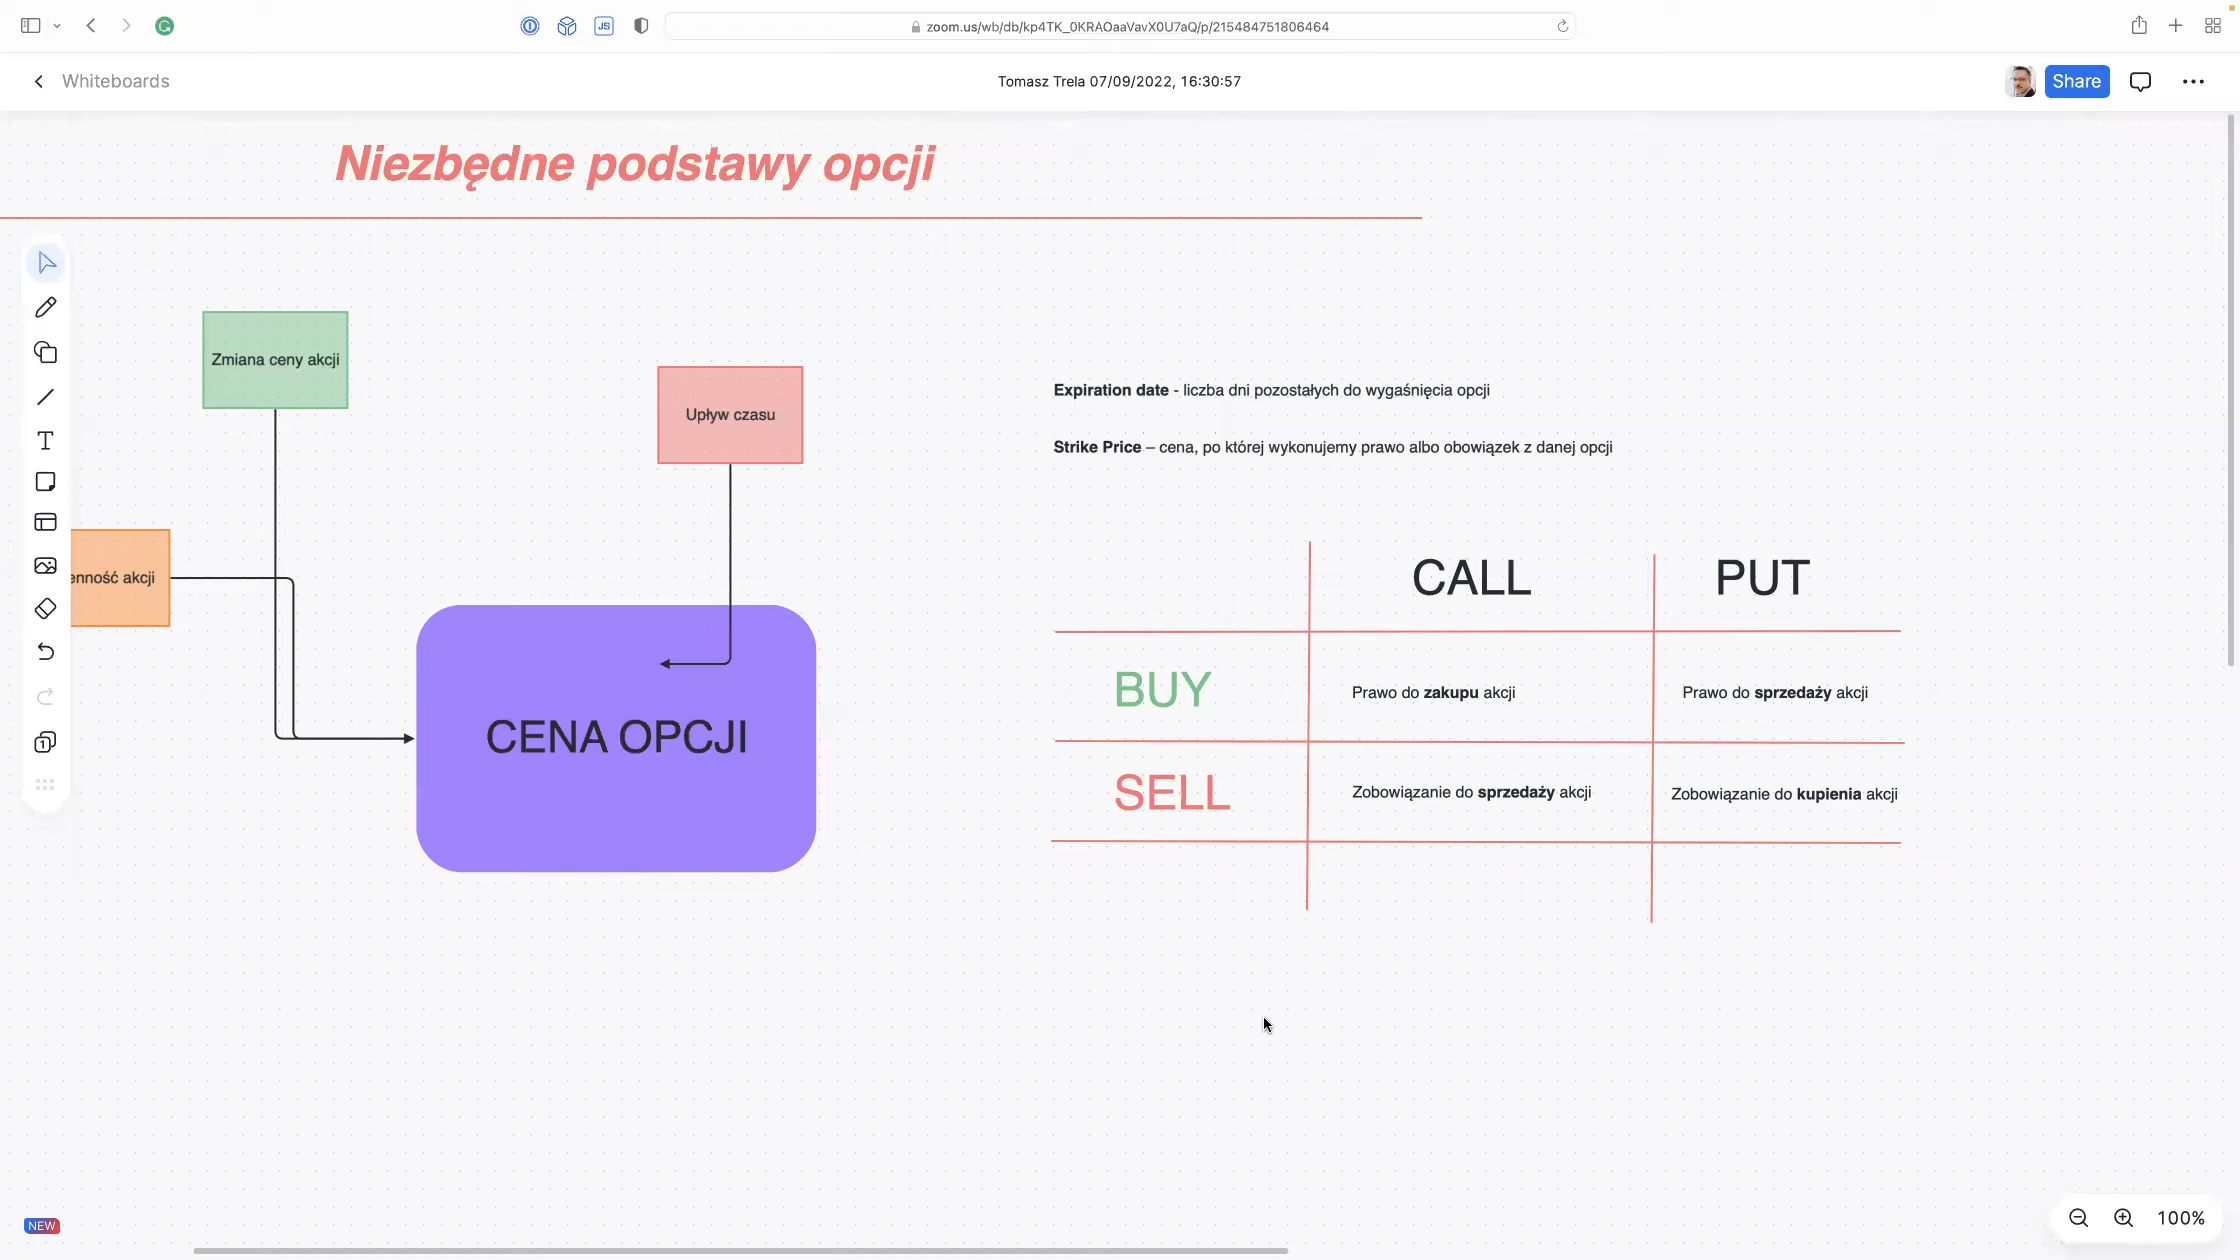 JS
zoom.us/wb/db/kp4TK_0KRAOaaVavX0U7aQ/p/215484751806464
Whiteboards
Tomasz Trela 07/09/2022, 16:30:57
Share
Niezbędne podstawy opcji
Zmiana ceny akcji
Upływ czasu
enność akcji
CENA OPCJI
Expiration date - liczba dni pozostałych do wygaśnięcia opcji
Strike Price – cena, po której wykonujemy prawo albo obowiązek z danej opcji
CALL PUT
BUY Prawo do zakupu akcji Prawo do sprzedaży akcji
SELL Zobowiązanie do sprzedaży akcji Zobowiązanie do kupienia akcji
1
NEW
100%